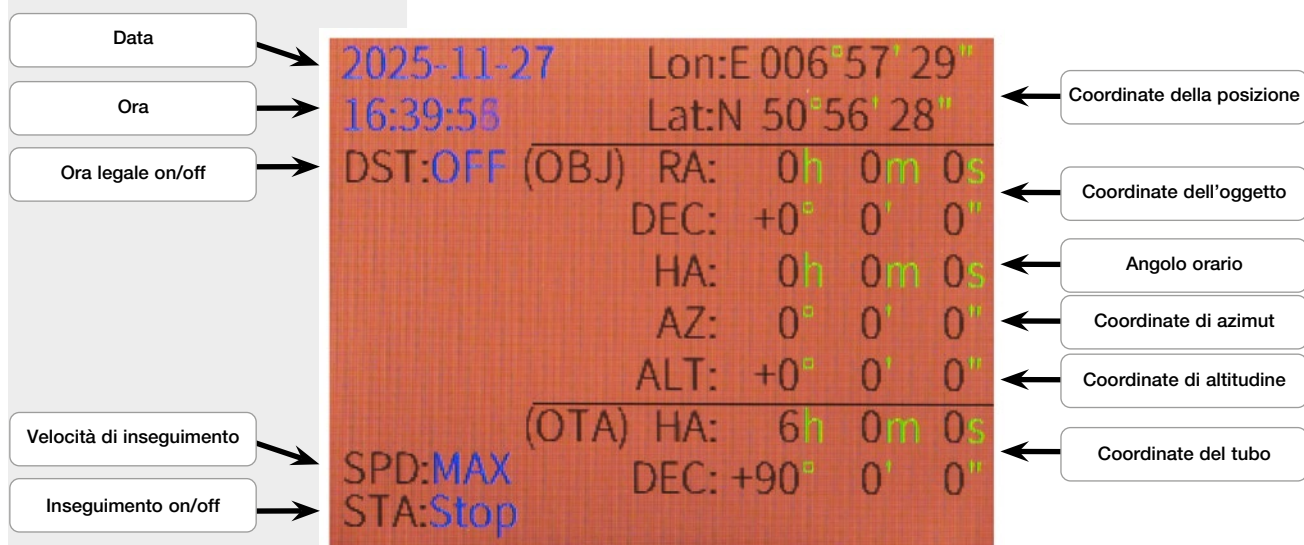 Data
Ora
Ora legale on/off
Velocità di inseguimento
Inseguimento on/off
2025-11-27 Lon:E 006°57' 29"
16:39:58 Lat:N 50°56' 28"
DST:OFF (OBJ) RA: 0h 0m 0s
DEC: +0° 0' 0"
HA: 0h 0m 0s
AZ: 0° 0' 0"
ALT: +0° 0' 0"
(OTA) HA: 6h 0m 0s
SPD:MAX DEC: +90° 0' 0"
STA:Stop
Coordinate della posizione
Coordinate dell'oggetto
Angolo orario
Coordinate di azimut
Coordinate di altitudine
Coordinate del tubo